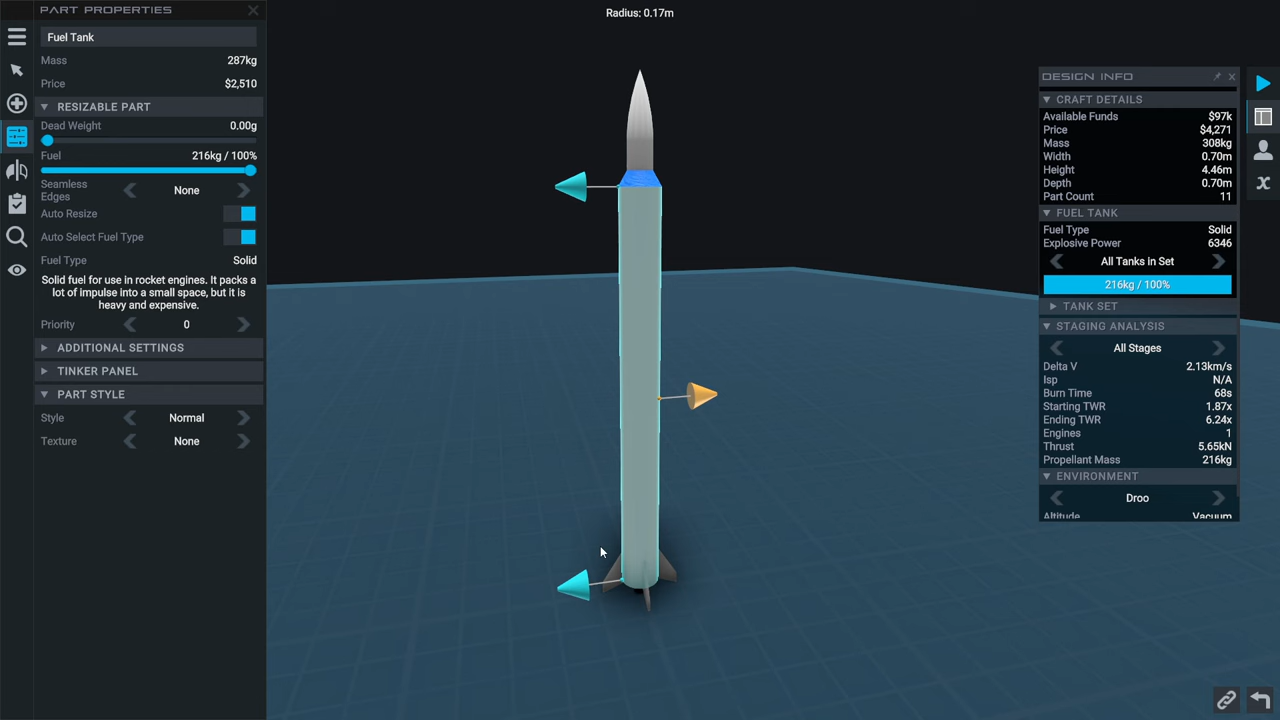 Radius: 0.17m
PART PROPERTIES
Fuel Tank
Mass 287kg
Price $2,510
RESIZABLE PART
Dead Weight 0.00g
Fuel 216kg / 100%
Seamless
Edges
None
Auto Resize
Auto Select Fuel Type
Fuel Type Solid
Solid fuel for use in rocket engines. It packs a
lot of impulse into a small space, but it is
heavy and expensive.
Priority 0
ADDITIONAL SETTINGS
TINKER PANEL
PART STYLE
Style Normal
Texture None
DESIGN INFO
CRAFT DETAILS
Available Funds $97k
Price $4,271
Mass 308kg
Width 0.70m
Height 4.46m
Depth 0.70m
Part Count 11
FUEL TANK
Fuel Type Solid
Explosive Power 6346
All Tanks in Set
216kg / 100%
TANK SET
STAGING ANALYSIS
All Stages
Delta V 2.13km/s
Isp N/A
Burn Time 68s
Starting TWR 1.87x
Ending TWR 6.24x
Engines 1
Thrust 5.65kN
Propellant Mass 216kg
ENVIRONMENT
Droo
Altitude Vacuum